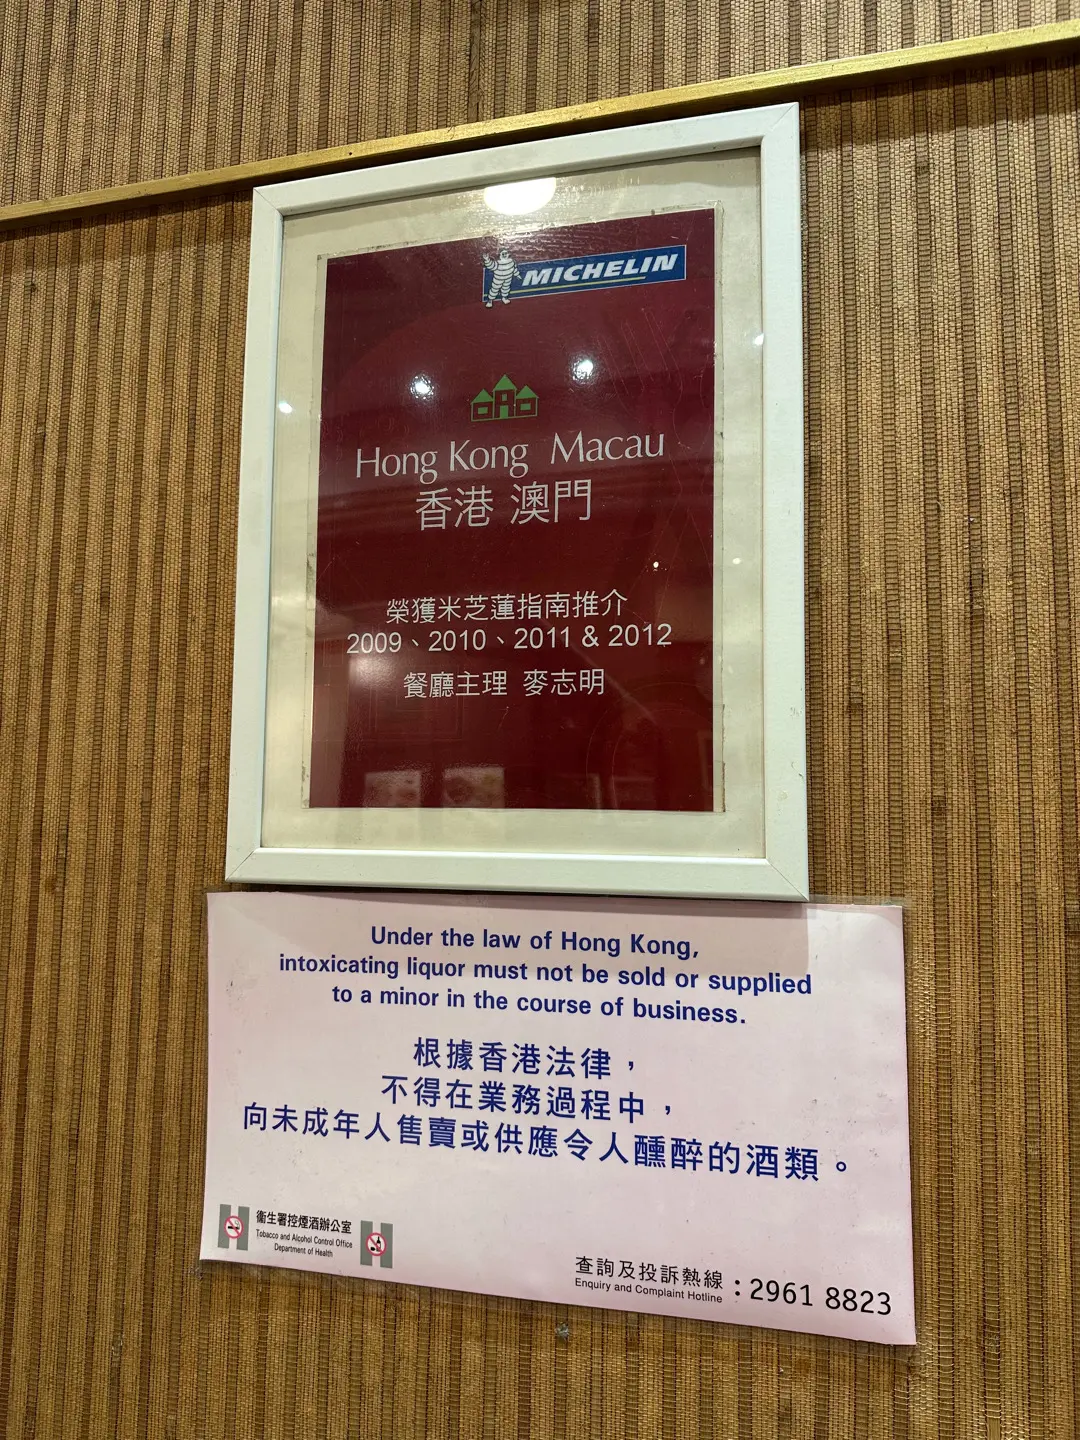 MICHELIN
Hong Kong Macau
香港 澳門
榮獲米芝蓮指南推介
2009、2010、2011 & 2012
餐廳主理 麥志明
Under the law of Hong Kong,
intoxicating liquor must not be sold or supplied
to a minor in the course of business.
根據香港法律，
不得在業務過程中，
向未成年人售賣或供應令人醺醉的酒類。
衞生署控煙酒辦公室
Tobacco and Alcohol Control Office
Department of Health
查詢及投訴熱線：2961 8823
Enquiry and Complaint Hotline